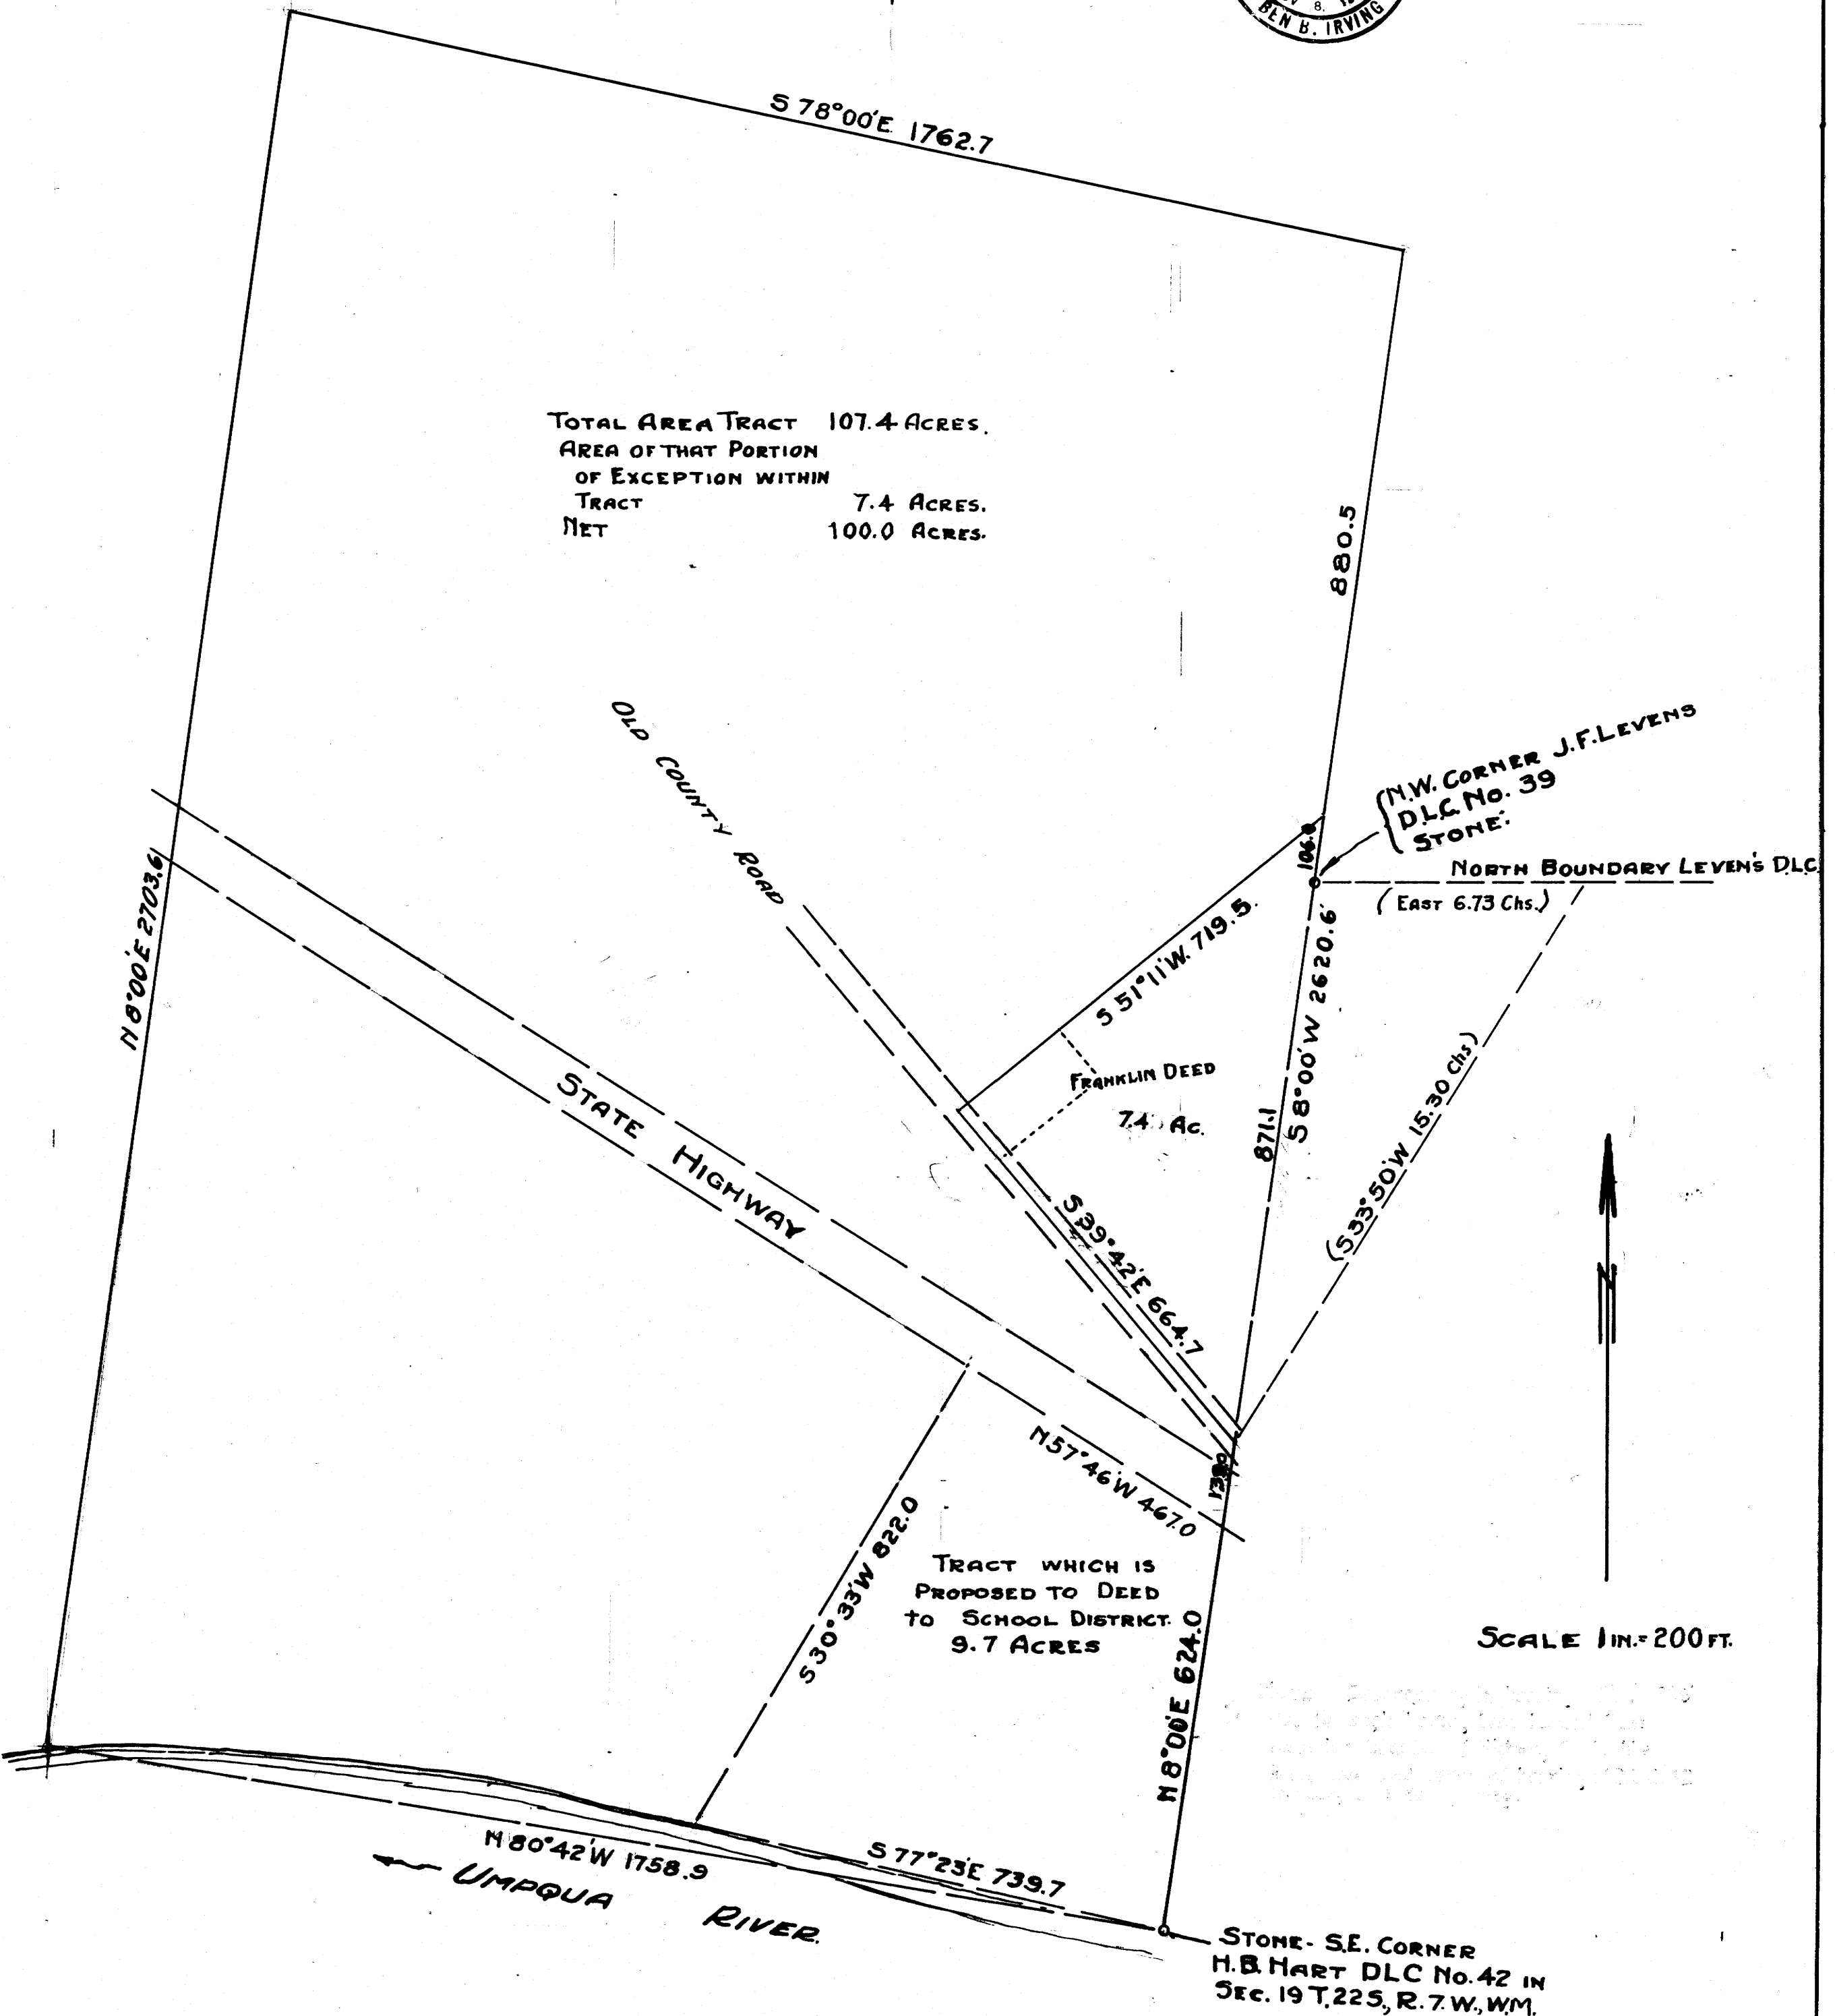 8.
BEN B. IRVING
S 78°00'E 1762.7
TOTAL AREA TRACT 107.4 ACRES.
AREA OF THAT PORTION
OF EXCEPTION WITHIN
TRACT 7.4 ACRES.
NET 100.0 ACRES.
880.5
OLD COUNTY ROAD
N.W. CORNER J.F. LEVENS
D.L.C. No. 39
STONE.
106.0
NORTH BOUNDARY LEVEN'S D.L.C.
(EAST 6.73 Chs.)
N 8°00'E 2703.6
S 51°11'W. 719.5.
S 8°00'W 2620.6'
FRANKLIN DEED
7.4 Ac.
871.1
(S 33°50'W 15.30 Chs)
STATE HIGHWAY
S 39°42'E 664.7
N
N 57°46'W 467.0
138.0
S 30°33'W 822.0
TRACT WHICH IS
PROPOSED TO DEED
TO SCHOOL DISTRICT.
9.7 ACRES
N 8°00'E 624.0
SCALE 1 IN.= 200 FT.
N 80°42'W 1758.9
S 77°23'E 739.7
UMPQUA RIVER.
STONE - S.E. CORNER
H.B. HART DLC No. 42 IN
SEC. 19 T, 22 S, R. 7. W., W.M.